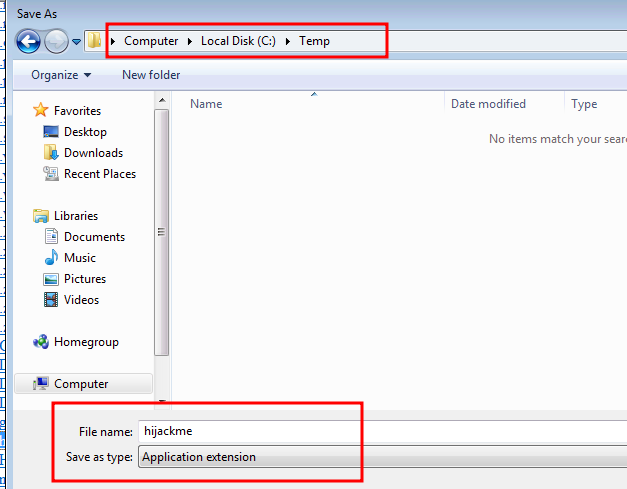 Save As
Computer Local Disk (C:) Temp
Organize New folder
Name Date modified Type
No items match your
Favorites
Desktop
Downloads
Recent Places
Libraries
Documents
Music
Pictures
Videos
Homegroup
Computer
File name: hijackme
Save as type: Application extension